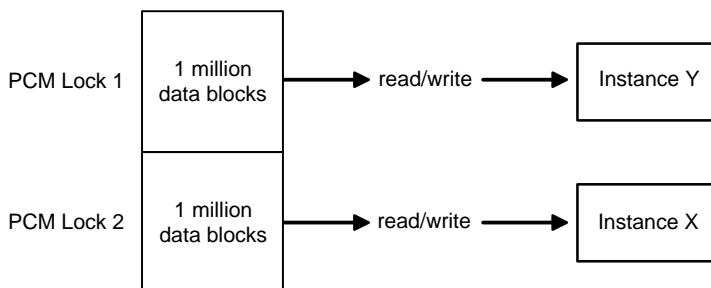 PCM Lock 1
1 million
data blocks
read/write
Instance Y
PCM Lock 2
1 million
data blocks
read/write
Instance X